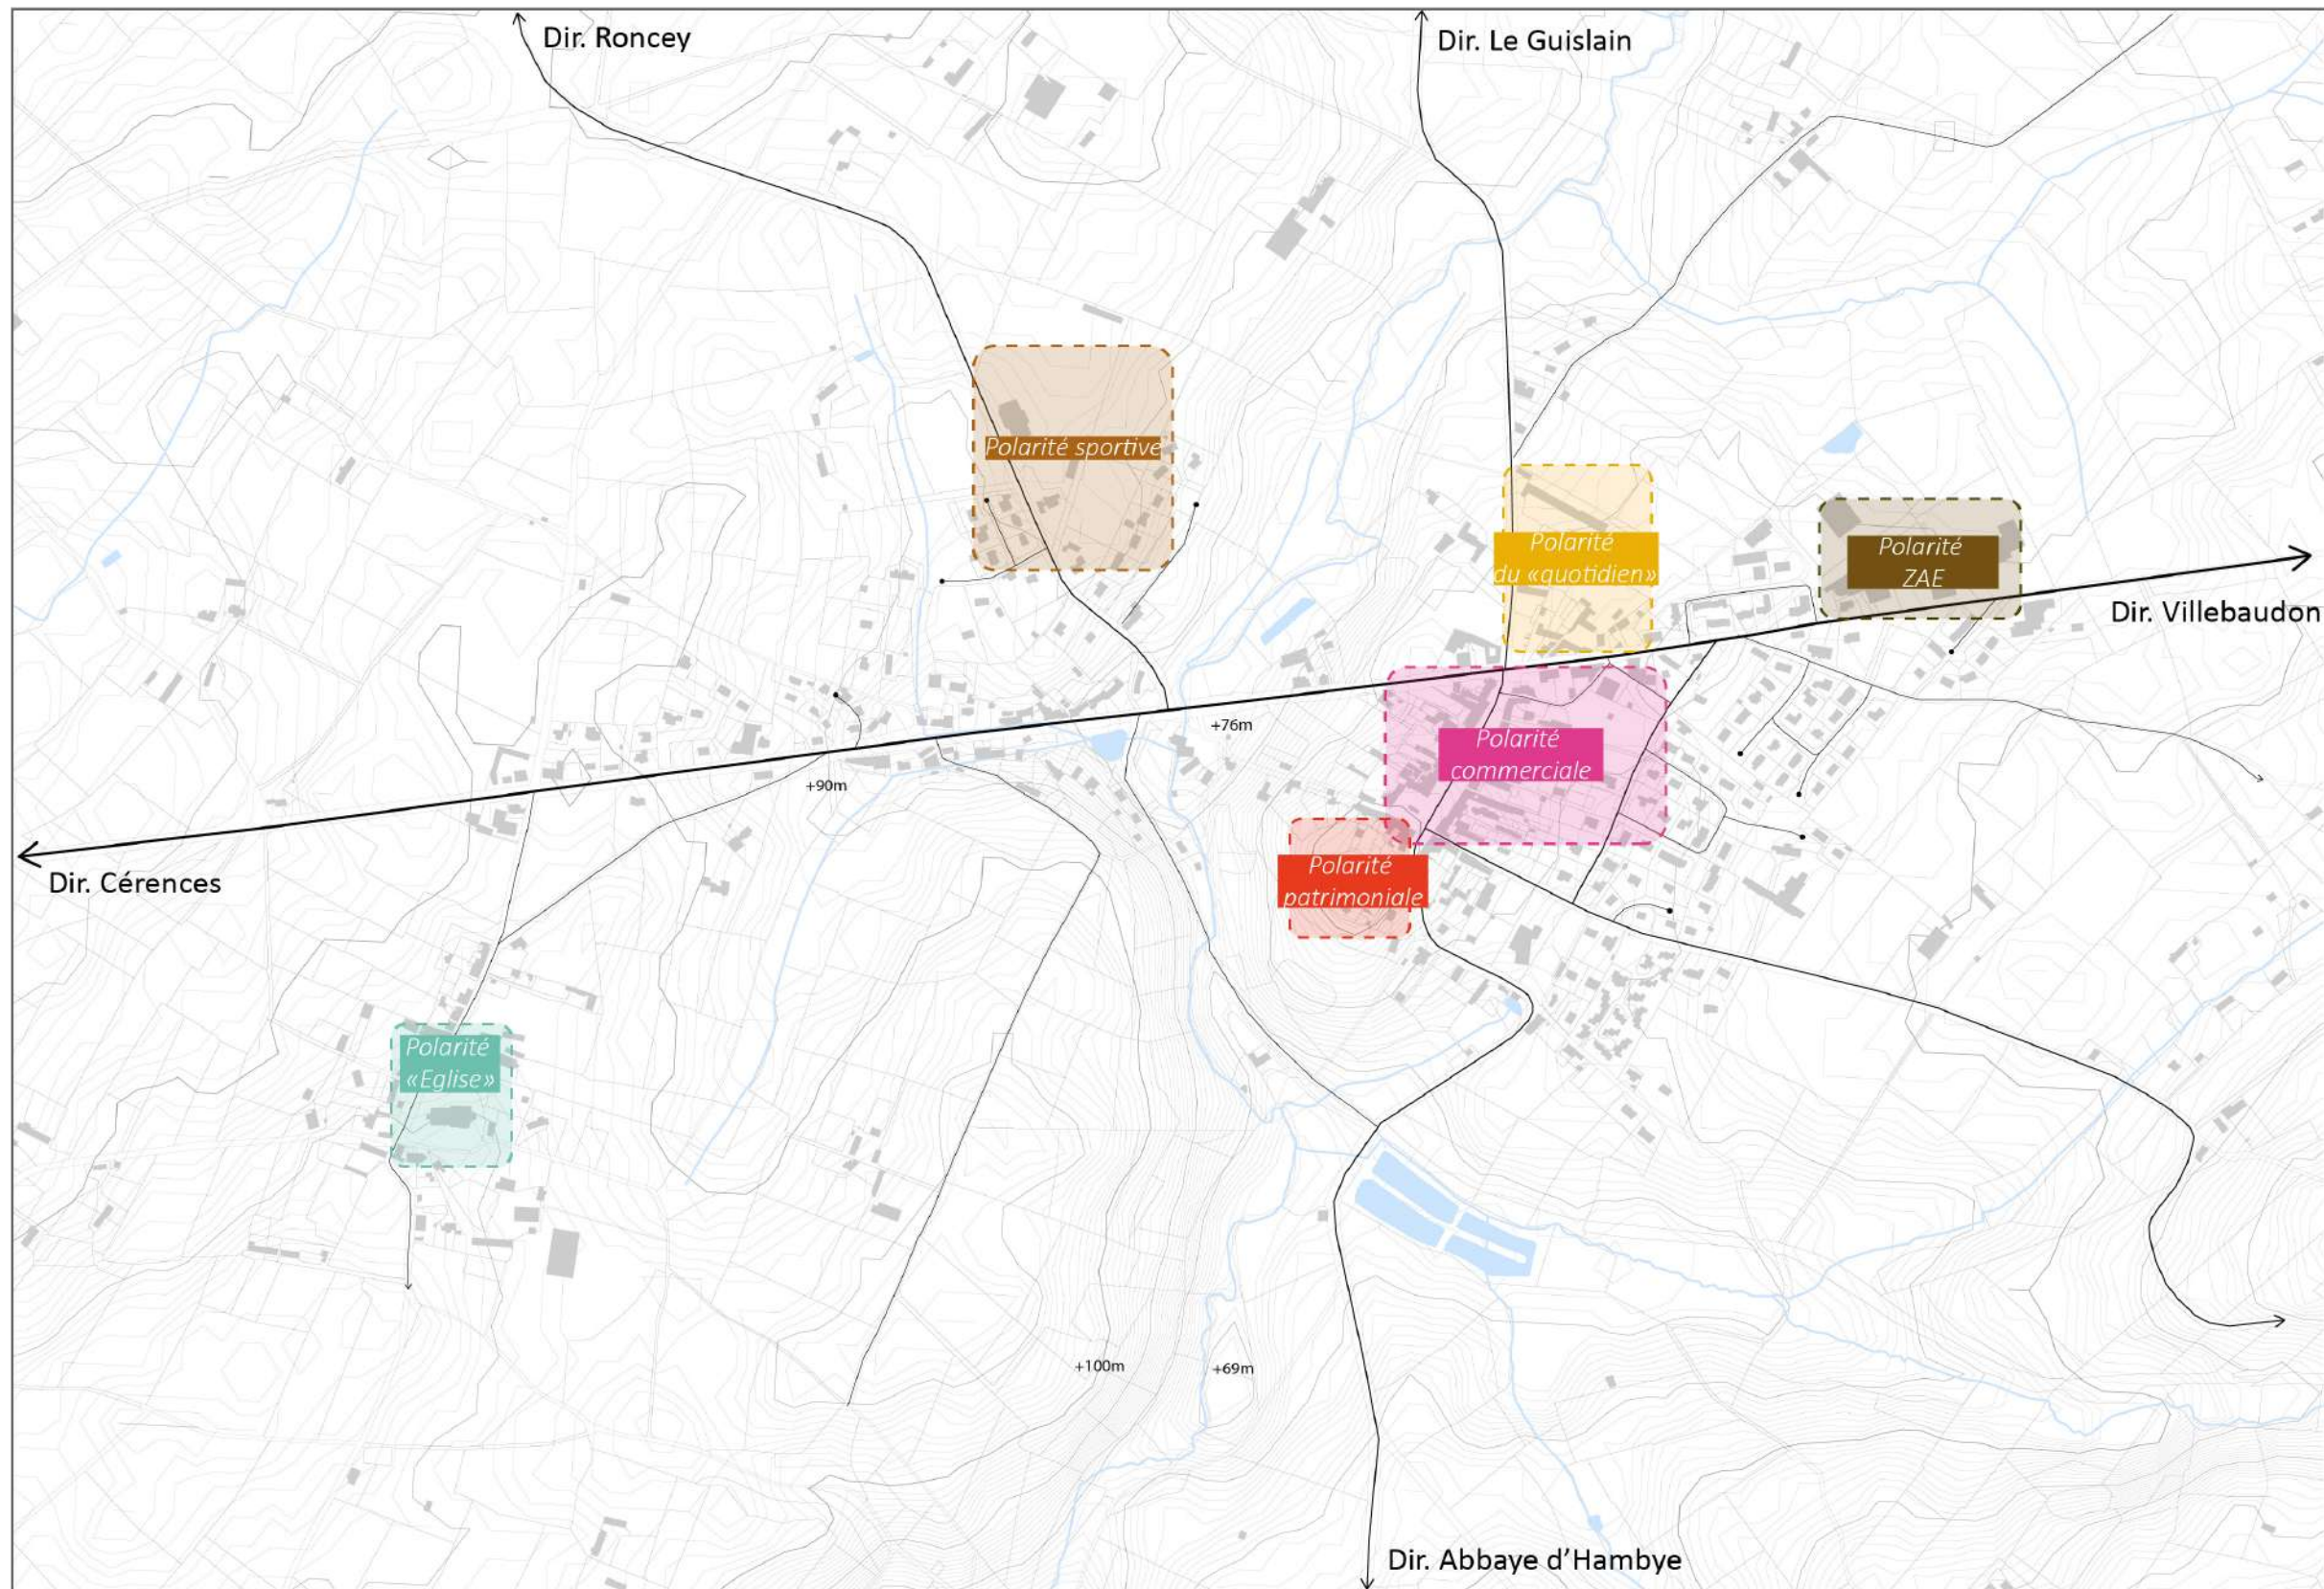 Dir. Roncey
Dir. Le Guislain
Polarité sportive
Polarité
du «quotidien»
Polarité
ZAE
Dir. Villebaudon
+76m
Polarité
commerciale
+90m
Dir. Cérences
Polarité
patrimoniale
Polarité
«Eglise»
+100m
+69m
Dir. Abbaye d’Hambye